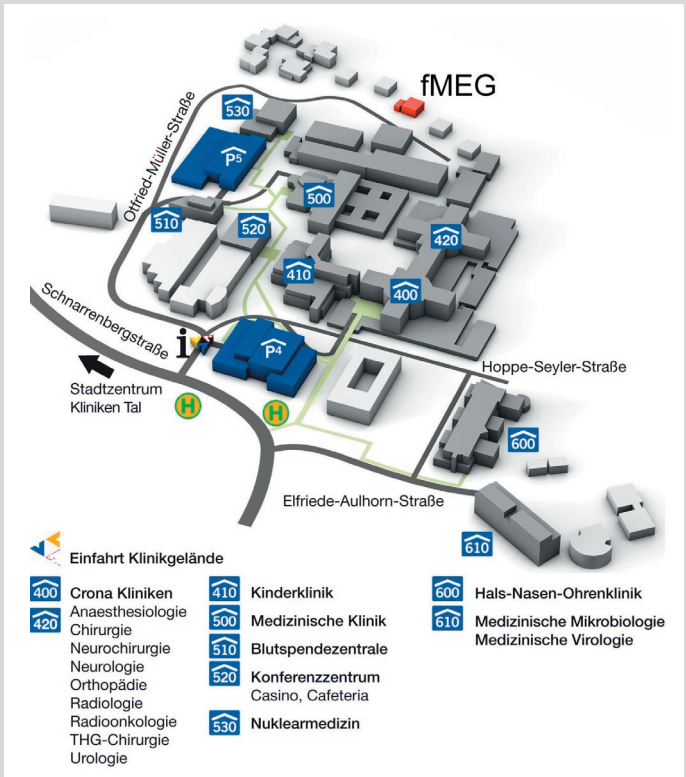 fMEG
530
Otfried-Müller-Straße
P5
500
510
520
420
410
400
Schnarrenbergstraße
i
P4
Hoppe-Seyler-Straße
Stadtzentrum
Kliniken Tal
H
H
600
Elfriede-Aulhorn-Straße
610
Einfahrt Klinikgelände
400 Crona Kliniken
420 Anaesthesiologie
Chirurgie
Neurochirurgie
Neurologie
Orthopädie
Radiologie
Radioonkologie
THG-Chirurgie
Urologie
410 Kinderklinik
500 Medizinische Klinik
510 Blutspendezentrale
520 Konferenzzentrum
Casino, Cafeteria
530 Nuklearmedizin
600 Hals-Nasen-Ohrenklinik
610 Medizinische Mikrobiologie
Medizinische Virologie